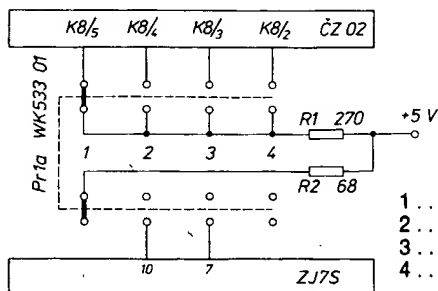 K8/5 K8/4 K8/3 K8/2 ČZ 02
Pr1a WK533 01
R1 270
+5 V
1 2 3 4
R2 68
1 . .
2 . .
3 . .
4 . .
10 7 ZJ7S